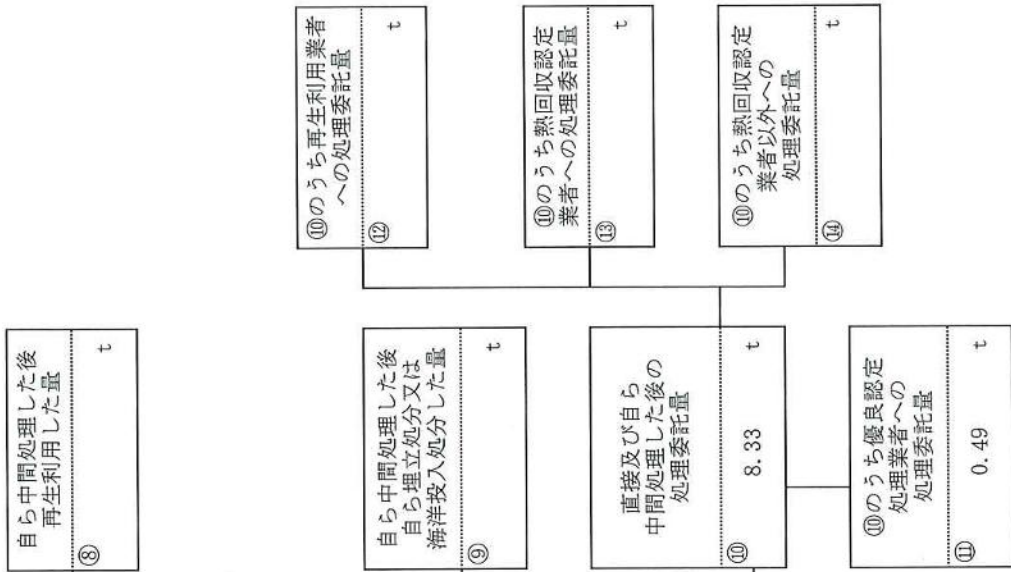 自ら中間処理した後
再生利用した量
⑧
t
自ら中間処理した後
自ら埋立処分又は
海洋投入処分した量
⑨
t
直接及び自ら
中間処理した後の
処理委託量
⑩
8.33
t
⑩のうち優良認定
処理業者への
処理委託量
⑪
0.49
t
⑩のうち再生利用業者
への処理委託量
⑫
t
⑩のうち熱回収認定
業者への処理委託量
⑬
t
⑩のうち熱回収認定
業者以外への
処理委託量
⑭
t